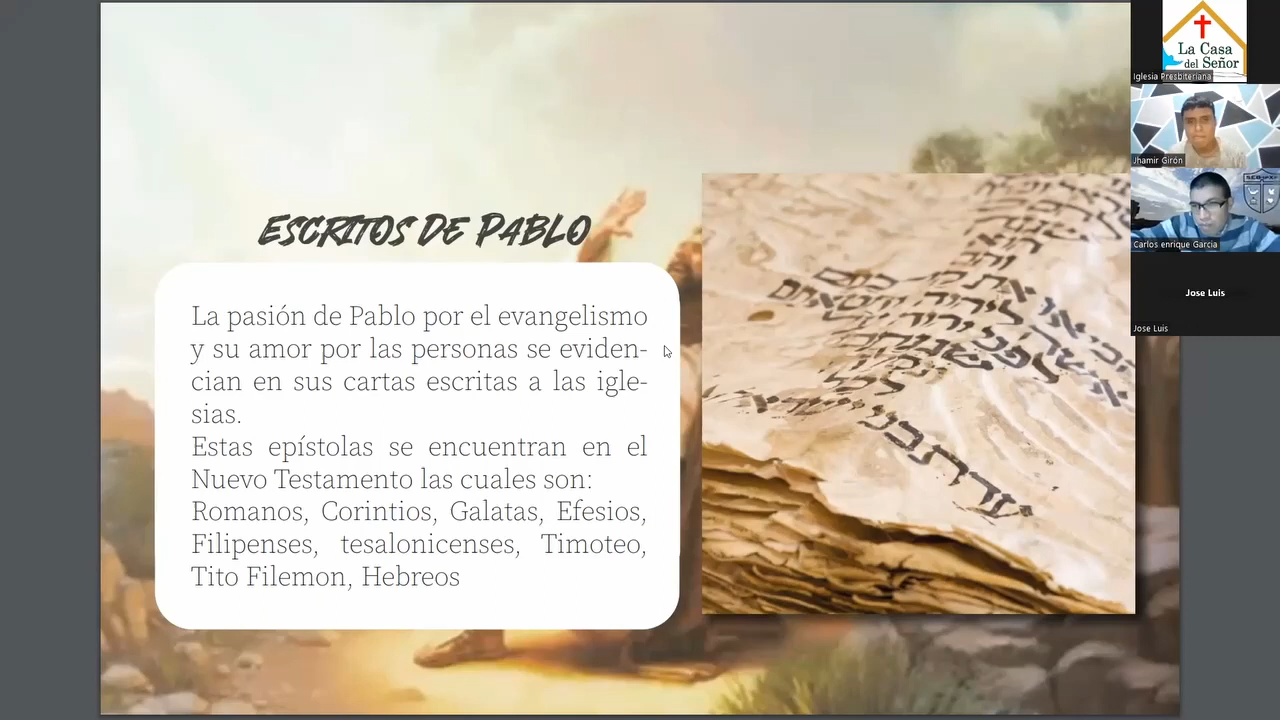 ESCRITOS DE PABLO
La pasión de Pablo por el evangelismo
y su amor por las personas se eviden-
cian en sus cartas escritas a las igle-
sias.
Estas epístolas se encuentran en el
Nuevo Testamento las cuales son:
Romanos, Corintios, Galatas, Efesios,
Filipenses, tesalonicenses, Timoteo,
Tito Filemon, Hebreos
La Casa
del Señor
Iglesia Presbiteriana
Jhamir Girón
Carlos enrique Garcia
Jose Luis
Jose Luis